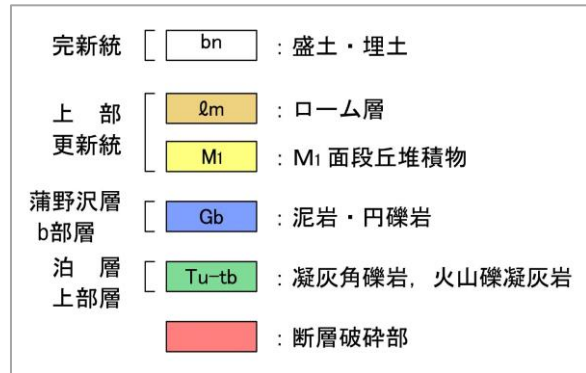 完新統 bn ：盛土・埋土
上部更新統 ℓm ：ローム層
M₁ ：M₁面段丘堆積物
蒲野沢層b部層 Gb ：泥岩・円礫岩
泊層上部層 Tu-tb ：凝灰角礫岩，火山礫凝灰岩
：断層破砕部